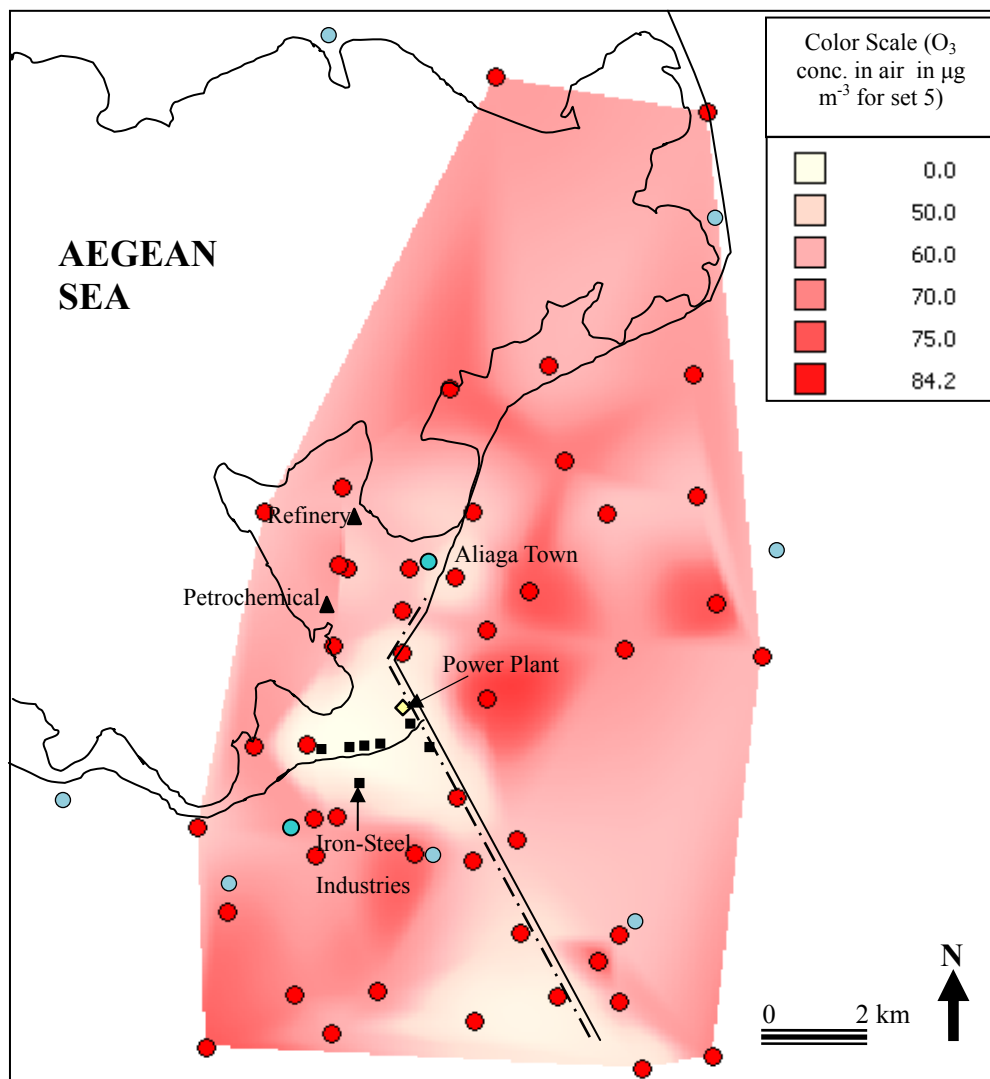 Color Scale (O3
conc. in air in µg
m-3 for set 5)
0.0
50.0
60.0
70.0
75.0
84.2
AEGEAN
SEA
Refinery
Aliaga Town
Petrochemical
Power Plant
Iron-Steel
Industries
N
0 2 km